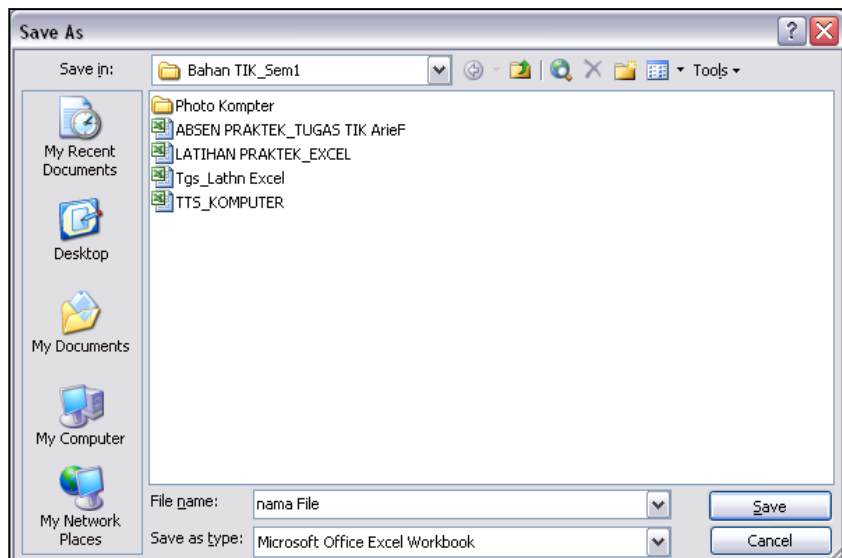 Save As
Save in:
Bahan TIK_Sem1
Tools
My Recent
Documents
Desktop
My Documents
My Computer
My Network
Places
Photo Kompter
ABSEN PRAKTEK_TUGAS TIK ArieF
LATIHAN PRAKTEK_EXCEL
Tgs_Lathn Excel
TTS_KOMPUTER
File name:
nama File
Save
Save as type:
Microsoft Office Excel Workbook
Cancel